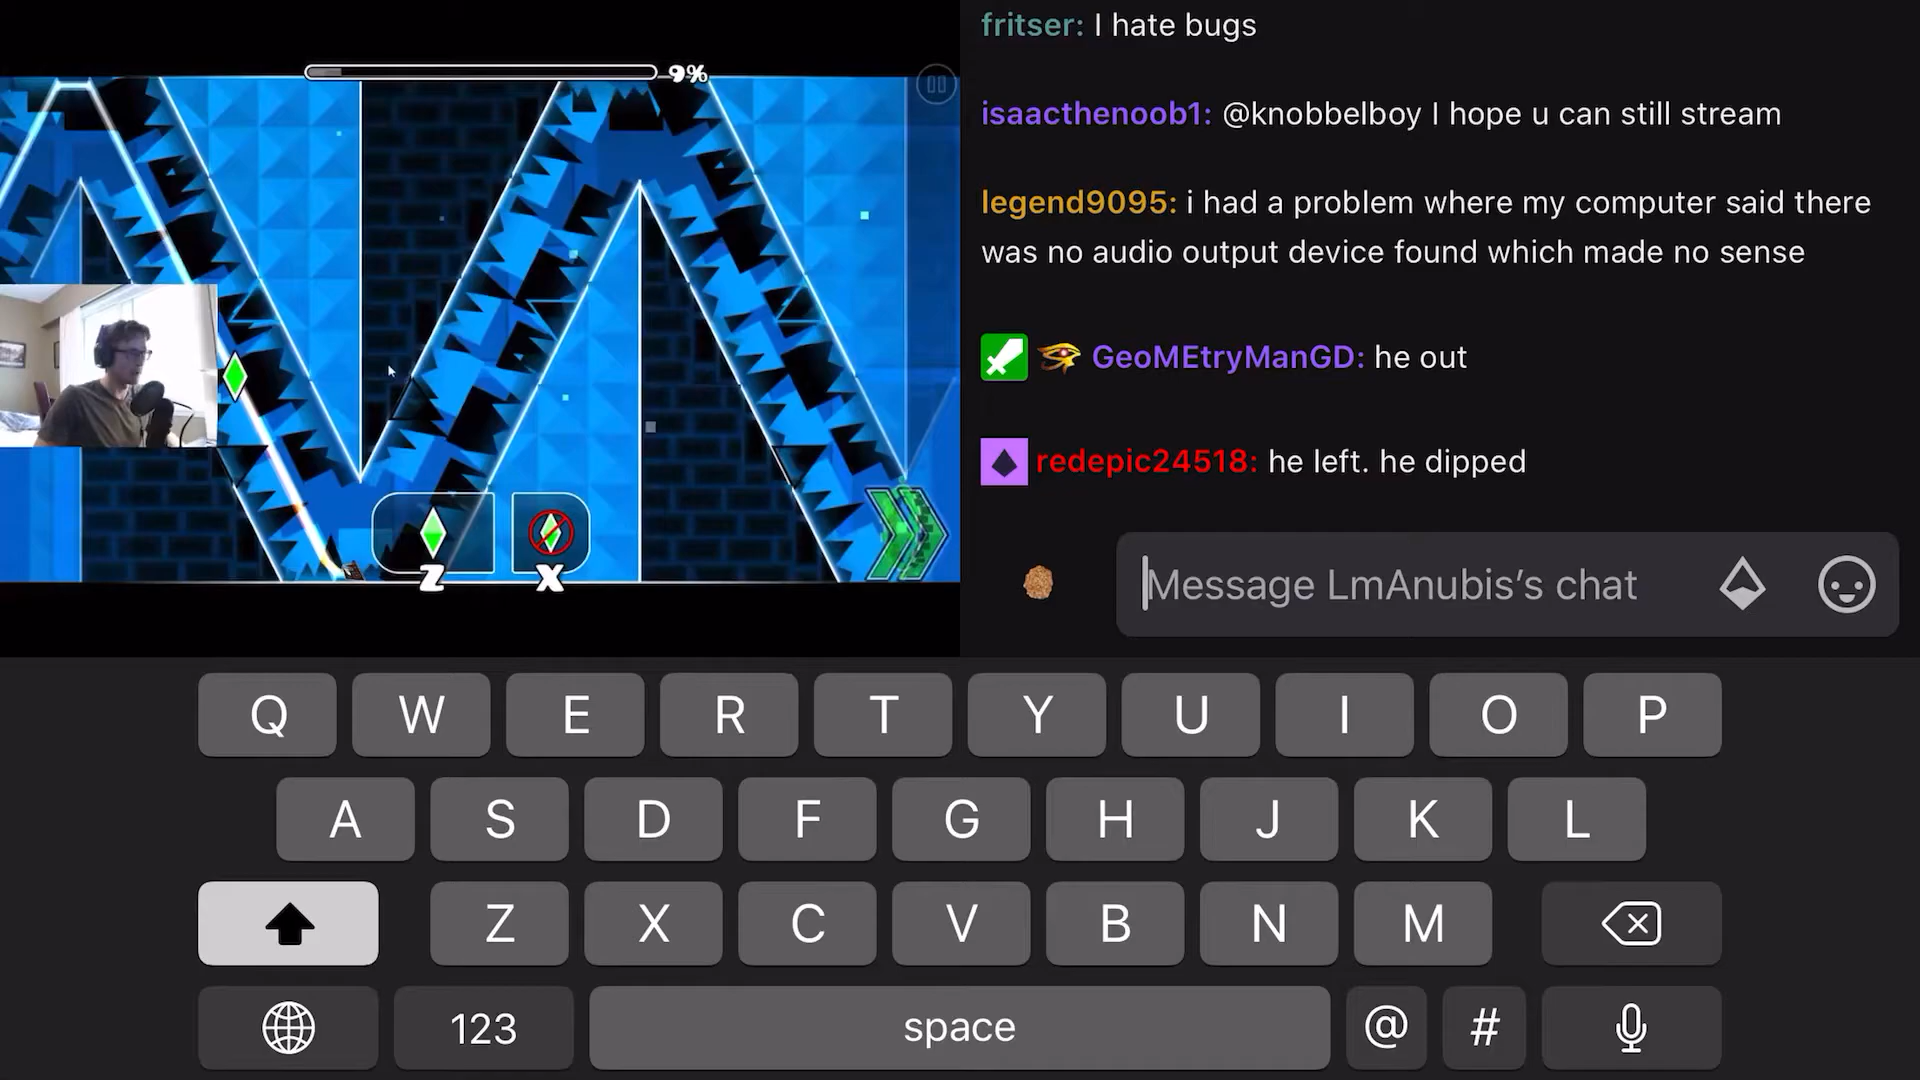 9%
Z
X
fritser: I hate bugs
isaacthenoob1: @knobbelboy I hope u can still stream
legend9095: i had a problem where my computer said there
was no audio output device found which made no sense
GeoMEtryManGD: he out
redepic24518: he left. he dipped
Message LmAnubis’s chat
Q W E R T Y U I O P
A S D F G H J K L
Z X C V B N M
123 space @ #